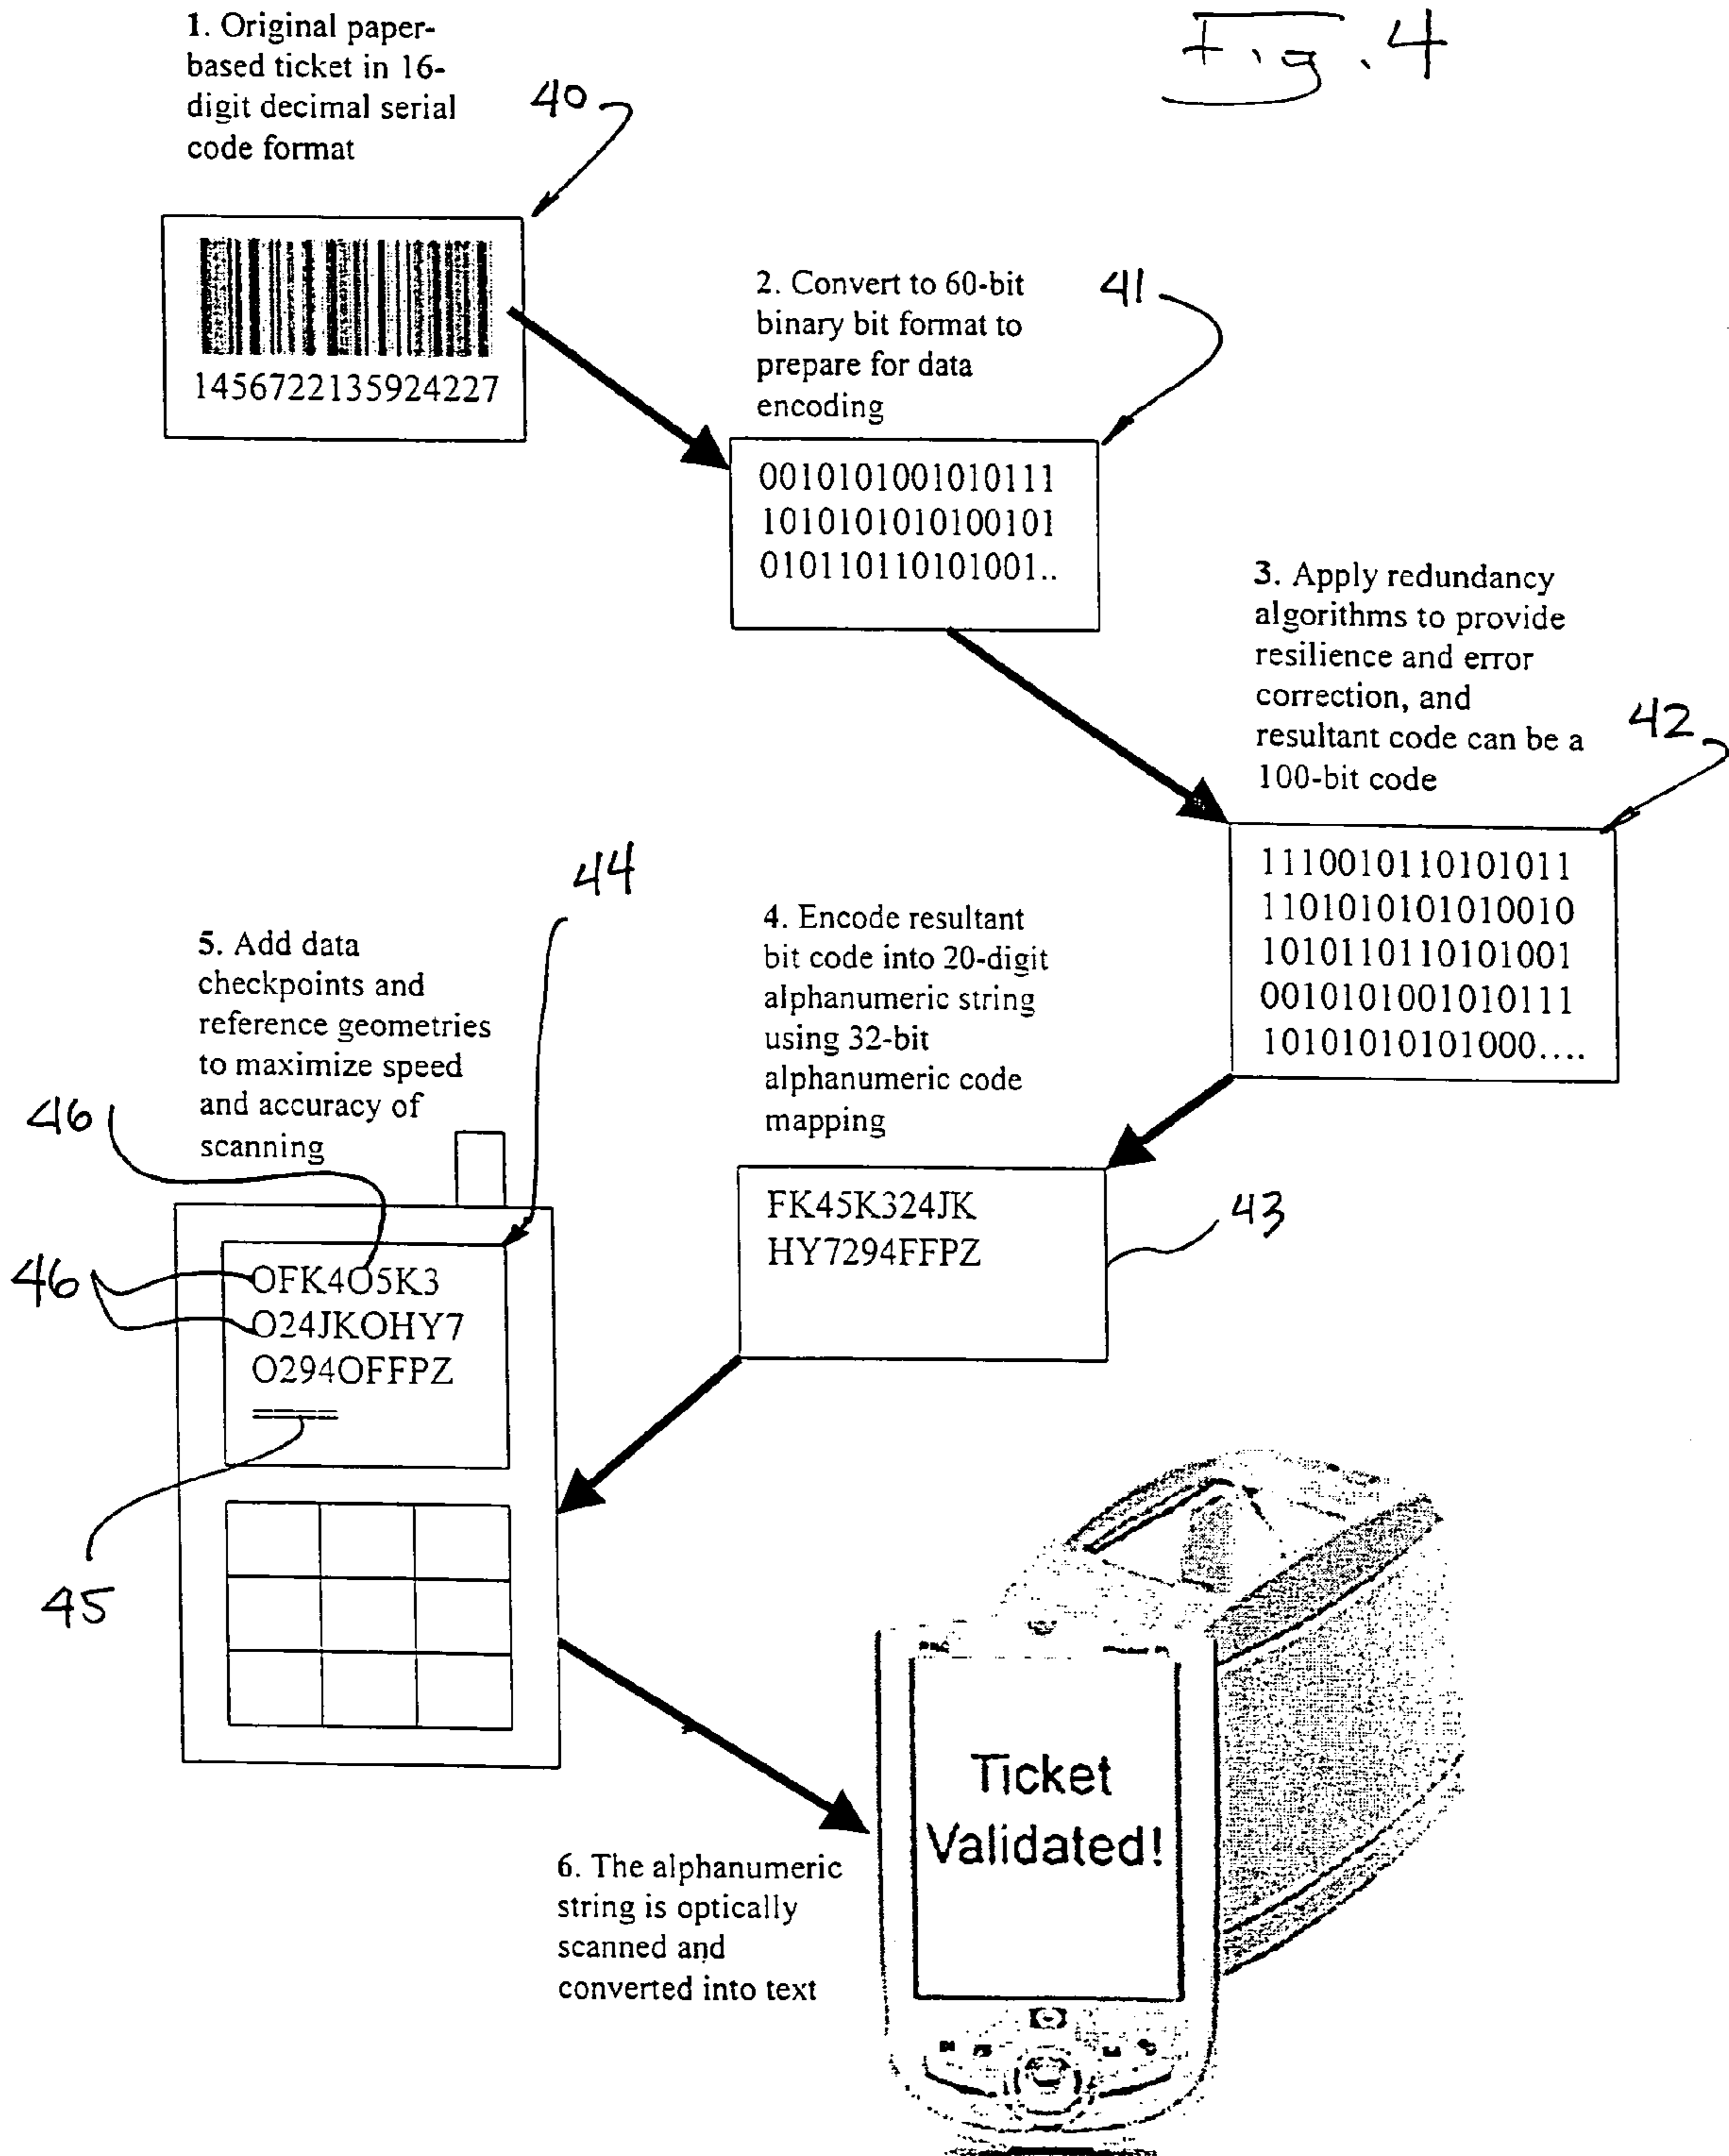 Fig. 4
1. Original paper-
based ticket in 16-
digit decimal serial
code format
40
1456722135924227
2. Convert to 60-bit
binary bit format to
prepare for data
encoding
41
0010101001010111
1010101010100101
010110110101001..
3. Apply redundancy
algorithms to provide
resilience and error
correction, and
resultant code can be a
100-bit code
42
1110010110101011
1101010101010010
1010110110101001
0010101001010111
10101010101000....
4. Encode resultant
bit code into 20-digit
alphanumeric string
using 32-bit
alphanumeric code
mapping
43
FK45K324JK
HY7294FFPZ
5. Add data
checkpoints and
reference geometries
to maximize speed
and accuracy of
scanning
44
46
46
OFK4O5K3
O24JKOHY7
O294OFFPZ
45
6. The alphanumeric
string is optically
scanned and
converted into text
Ticket
Validated!